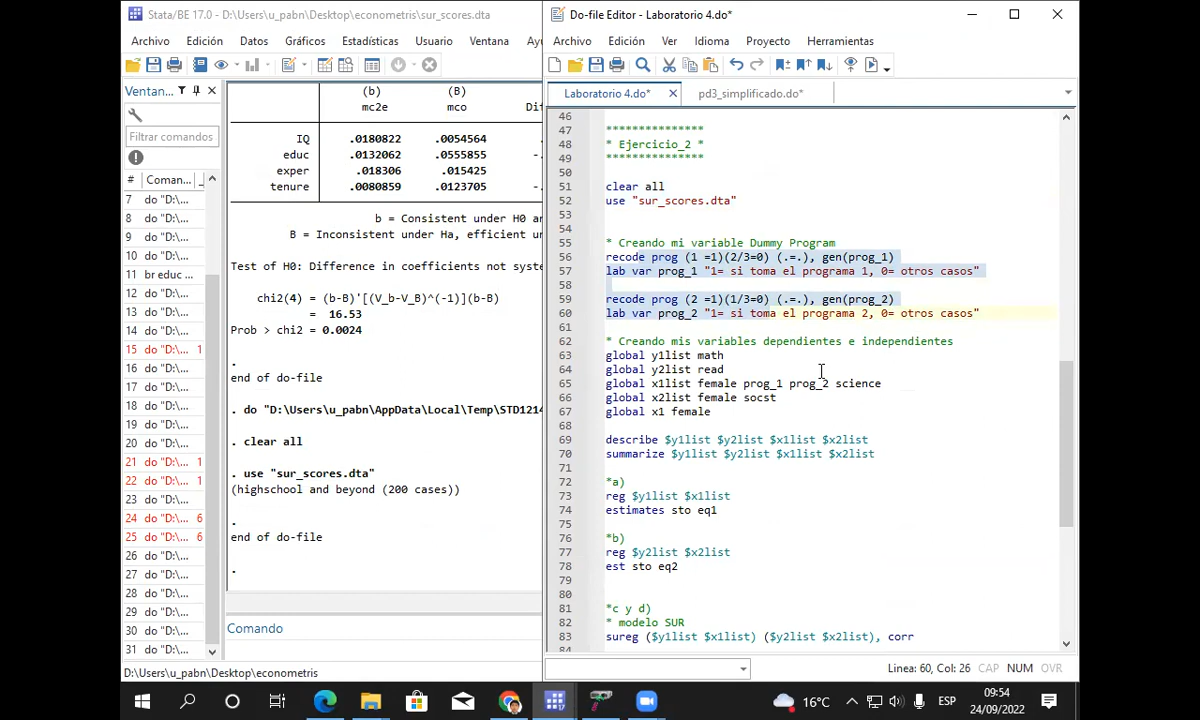 Stata/BE 17.0 - D:\Users\u_pabn\Desktop\econometris\sur_scores.dta
Archivo Edición Datos Gráficos Estadísticas Usuario Ventana Ay
Ventan...
Filtrar comandos
# Coman...
7 do "D:\...
8 do "D:\...
9 do "D:\...
10 do "D:\...
11 br educ ...
12 do "D:\...
13 do "D:\...
14 do "D:\...
15 do "D:\... 1
16 do "D:\...
17 do "D:\...
18 do "D:\...
19 do "D:\...
20 do "D:\...
21 do "D:\... 1
22 do "D:\... 1
23 do "D:\...
24 do "D:\... 6
25 do "D:\... 6
26 do "D:\...
27 do "D:\...
28 do "D:\...
29 do "D:\...
30 do "D:\...
31 do "D:\...
(b) (B)
mc2e mco Dif
IQ .0180822 .0054564
educ .0132062 .0555855 -.
exper .018306 .015425
tenure .0080859 .0123705 -.
b = Consistent under H0 an
B = Inconsistent under Ha, efficient un
Test of H0: Difference in coefficients not syste
chi2(4) = (b-B)'[(V_b-V_B)^(-1)](b-B)
= 16.53
Prob > chi2 = 0.0024
.
end of do-file
. do "D:\Users\u_pabn\AppData\Local\Temp\STD1214
. clear all
. use "sur_scores.dta"
(highschool and beyond (200 cases))
.
end of do-file
.
Comando
D:\Users\u_pabn\Desktop\econometris
Do-file Editor - Laboratorio 4.do*
Archivo Edición Ver Idioma Proyecto Herramientas
Laboratorio 4.do* pd3_simplificado.do*
46
47 ***************
48 * Ejercicio_2 *
49 ***************
50
51 clear all
52 use "sur_scores.dta"
53
54
55 * Creando mi variable Dummy Program
56 recode prog (1 =1)(2/3=0) (.=.), gen(prog_1)
57 lab var prog_1 "1= si toma el programa 1, 0= otros casos"
58
59 recode prog (2 =1)(1/3=0) (.=.), gen(prog_2)
60 lab var prog_2 "1= si toma el programa 2, 0= otros casos"
61
62 * Creando mis variables dependientes e independientes
63 global y1list math
64 global y2list read
65 global x1list female prog_1 prog_2 science
66 global x2list female socst
67 global x1 female
68
69 describe $y1list $y2list $x1list $x2list
70 summarize $y1list $y2list $x1list $x2list
71
72 *a)
73 reg $y1list $x1list
74 estimates sto eq1
75
76 *b)
77 reg $y2list $x2list
78 est sto eq2
79
80
81 *c y d)
82 * modelo SUR
83 sureg ($y1list $x1list) ($y2list $x2list), corr
84
Línea: 60, Col: 26 CAP NUM OVR
16°C ESP 09:54
24/09/2022